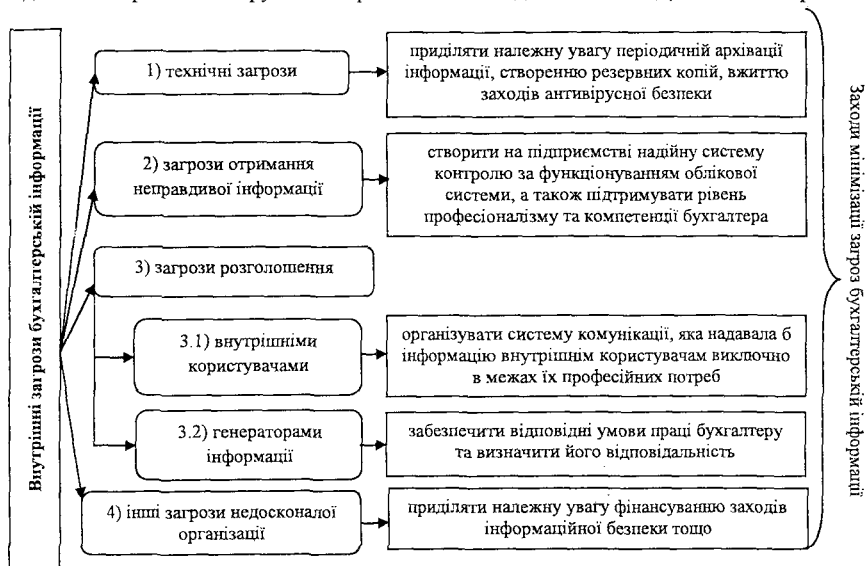 Внутрішні загрози бухгалтерській інформації
1) технічні загрози
приділяти належну увагу періодичній архівації
інформації, створенню резервних копій, вжиттю
заходів антивірусної безпеки
2) загрози отримання
неправдивої інформації
створити на підприємстві надійну систему
контролю за функціонуванням облікової
системи, а також підтримувати рівень
професіоналізму та компетенції бухгалтера
3) загрози розголошення
3.1) внутрішніми
користувачами
організувати систему комунікації, яка надавала б
інформацію внутрішнім користувачам виключно
в межах їх професійних потреб
3.2) генераторами
інформації
забезпечити відповідні умови праці бухгалтеру
та визначити його відповідальність
4) інші загрози недосконалої
організації
приділяти належну увагу фінансуванню заходів
інформаційної безпеки тощо
Заходи мінімізації загроз бухгалтерській інформації